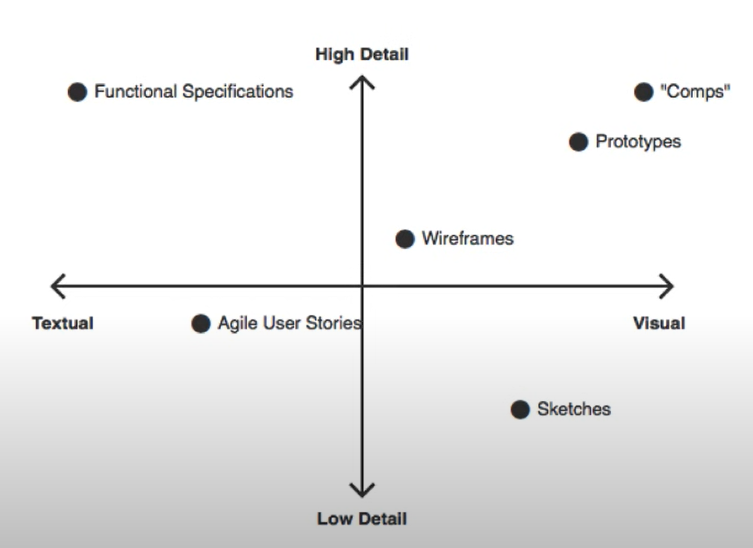 High Detail
Functional Specifications
"Comps"
Prototypes
Wireframes
Textual
Agile User Stories
Visual
Sketches
Low Detail